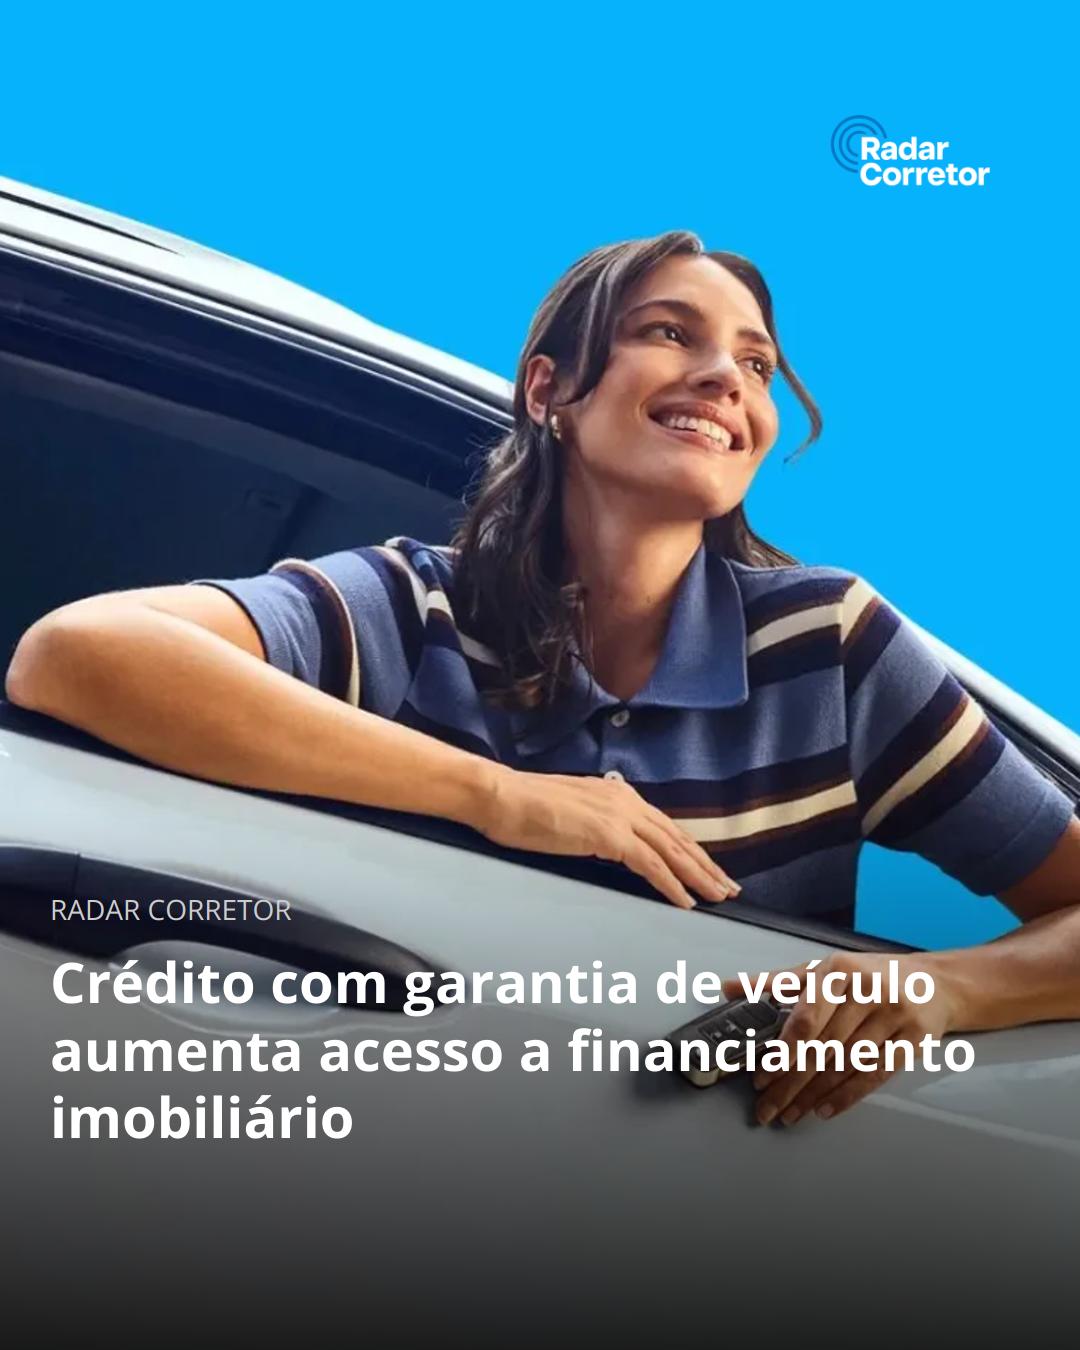 Radar
Corretor
RADAR CORRETOR
Crédito com garantia de veículo
aumenta acesso a financiamento
imobiliário